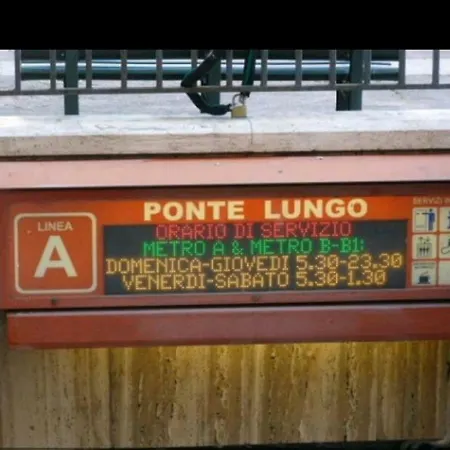 PONTE LUNGO
SERVIZI
LINEA
A
ORARIO DI SERVIZIO
METRO A & METRO B-B1:
DOMENICA-GIOVEDI 5.30-23.30
VENERDI-SABATO 5.30-1.30